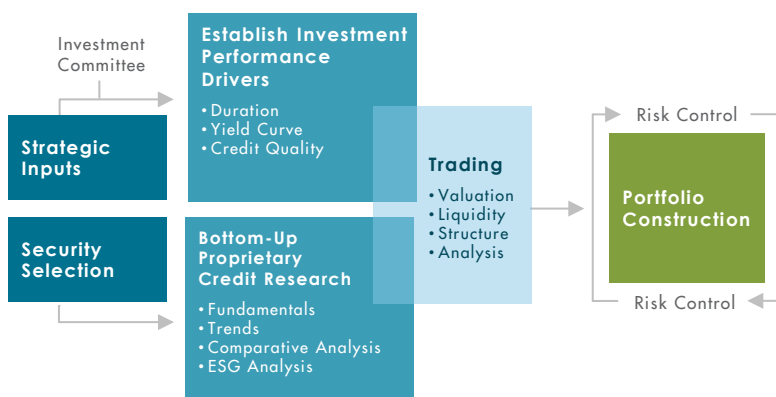 Investment
Committee
Strategic
Inputs
Establish Investment
Performance
Drivers
• Duration
• Yield Curve
• Credit Quality
Security
Selection
Bottom-Up
Proprietary
Credit Research
• Fundamentals
• Trends
• Comparative Analysis
• ESG Analysis
Trading
• Valuation
• Liquidity
• Structure
• Analysis
Risk Control
Portfolio
Construction
Risk Control